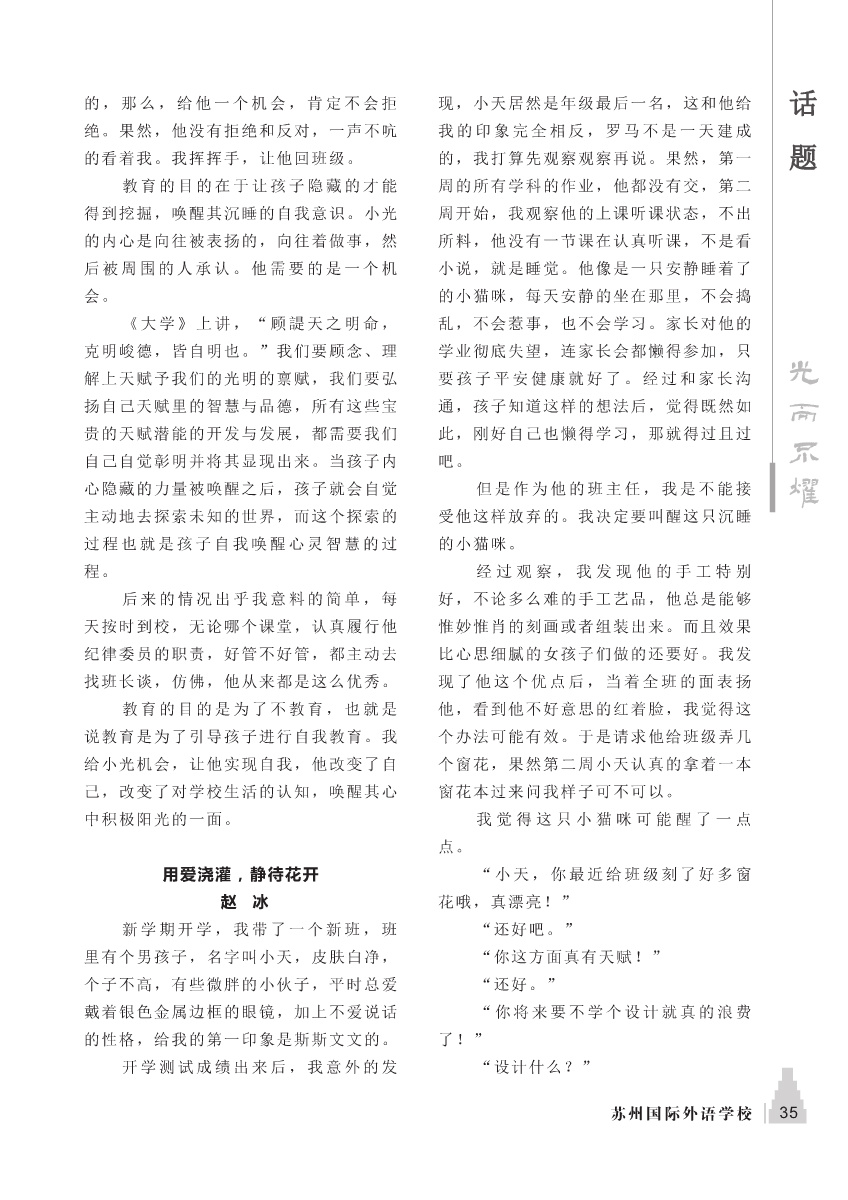 的，那么，给他一个机会，肯定不会拒
绝。果然，他没有拒绝和反对，一声不吭
的看着我。我挥挥手，让他回班级。
教育的目的在于让孩子隐藏的才能
得到挖掘，唤醒其沉睡的自我意识。小光
的内心是向往被表扬的，向往着做事，然
后被周围的人承认。他需要的是一个机
会。
《大学》上讲，“顾諟天之明命，
克明峻德，皆自明也。”我们要顾念、理
解上天赋予我们的光明的禀赋，我们要弘
扬自己天赋里的智慧与品德，所有这些宝
贵的天赋潜能的开发与发展，都需要我们
自己自觉彰明并将其显现出来。当孩子内
心隐藏的力量被唤醒之后，孩子就会自觉
主动地去探索未知的世界，而这个探索的
过程也就是孩子自我唤醒心灵智慧的过
程。
后来的情况出乎我意料的简单，每
天按时到校，无论哪个课堂，认真履行他
纪律委员的职责，好管不好管，都主动去
找班长谈，仿佛，他从来都是这么优秀。
教育的目的是为了不教育，也就是
说教育是为了引导孩子进行自我教育。我
给小光机会，让他实现自我，他改变了自
己，改变了对学校生活的认知，唤醒其心
中积极阳光的一面。
用爱浇灌，静待花开
赵 冰
新学期开学，我带了一个新班，班
里有个男孩子，名字叫小天，皮肤白净，
个子不高，有些微胖的小伙子，平时总爱
戴着银色金属边框的眼镜，加上不爱说话
的性格，给我的第一印象是斯斯文文的。
开学测试成绩出来后，我意外的发
现，小天居然是年级最后一名，这和他给
我的印象完全相反，罗马不是一天建成
的，我打算先观察观察再说。果然，第一
周的所有学科的作业，他都没有交，第二
周开始，我观察他的上课听课状态，不出
所料，他没有一节课在认真听课，不是看
小说，就是睡觉。他像是一只安静睡着了
的小猫咪，每天安静的坐在那里，不会捣
乱，不会惹事，也不会学习。家长对他的
学业彻底失望，连家长会都懒得参加，只
要孩子平安健康就好了。经过和家长沟
通，孩子知道这样的想法后，觉得既然如
此，刚好自己也懒得学习，那就得过且过
吧。
但是作为他的班主任，我是不能接
受他这样放弃的。我决定要叫醒这只沉睡
的小猫咪。
经过观察，我发现他的手工特别
好，不论多么难的手工艺品，他总是能够
惟妙惟肖的刻画或者组装出来。而且效果
比心思细腻的女孩子们做的还要好。我发
现了他这个优点后，当着全班的面表扬
他，看到他不好意思的红着脸，我觉得这
个办法可能有效。于是请求他给班级弄几
个窗花，果然第二周小天认真的拿着一本
窗花本过来问我样子可不可以。
我觉得这只小猫咪可能醒了一点
点。
“小天，你最近给班级刻了好多窗
花哦，真漂亮！”
“还好吧。”
“你这方面真有天赋！”
“还好。”
“你将来要不学个设计就真的浪费
了！”
“设计什么？”
话
题
光
而
不
耀
苏州国际外语学校
35